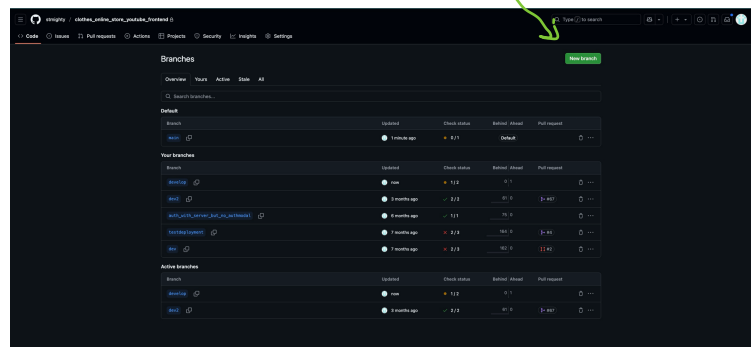 stmighty / clothes_online_store_youtube_frontend
Type / to search
Code Issues Pull requests Actions Projects Security Insights Settings
Branches
New branch
Overview Yours Active Stale All
Search branches...
Default
Branch Updated Check status Behind Ahead Pull request
main 1 minute ago 0 / 1 Default
Your branches
Branch Updated Check status Behind Ahead Pull request
develop now 1 / 2 0 1
dev2 3 months ago 2 / 2 81 0 #47
auth_with_server_but_no_authmodal 6 months ago 1 / 1 75 0
testdeployment 7 months ago 2 / 3 184 0 #4
dev 7 months ago 2 / 3 182 0 #2
Active branches
Branch Updated Check status Behind Ahead Pull request
develop now 1 / 2 0 1
dev2 3 months ago 2 / 2 81 0 #47